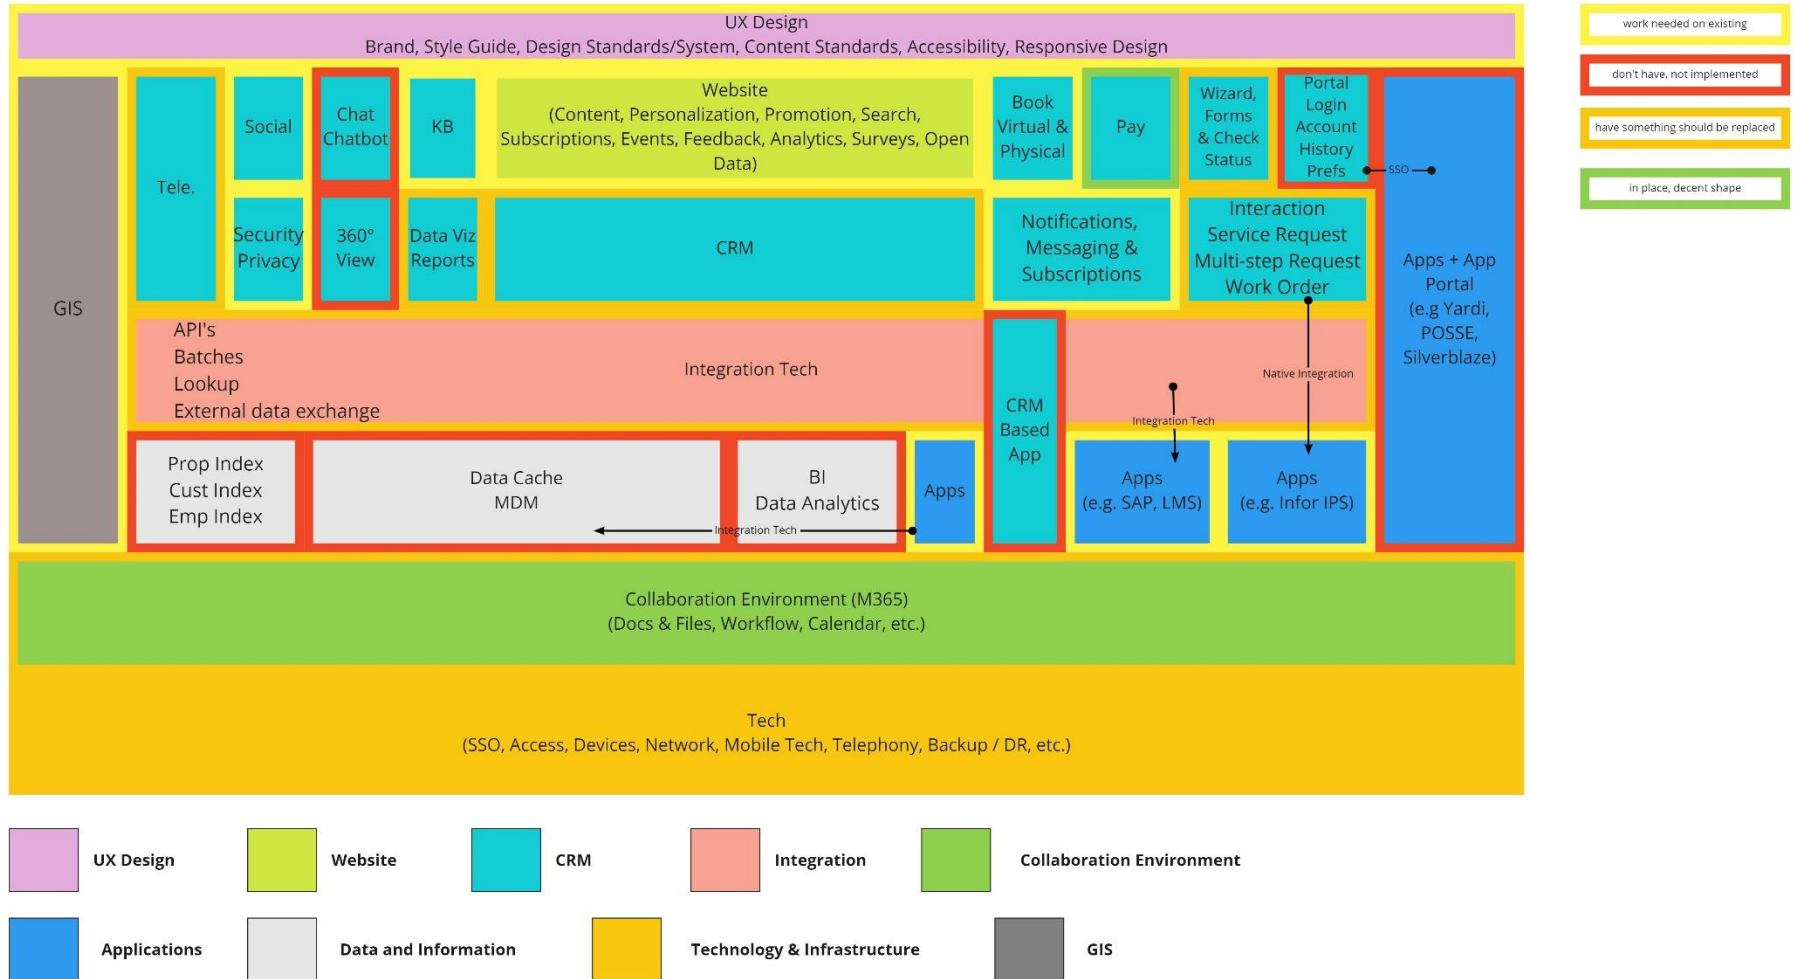 UX Design
Brand, Style Guide, Design Standards/System, Content Standards, Accessibility, Responsive Design
work needed on existing
don't have, not implemented
have something should be replaced
in place, decent shape
GIS
Tele.
Social
Chat
Chatbot
KB
Website
(Content, Personalization, Promotion, Search,
Subscriptions, Events, Feedback, Analytics, Surveys, Open
Data)
Book
Virtual &
Physical
Pay
Wizard,
Forms
& Check
Status
Portal
Login
Account
History
Prefs
SSO
Apps + App
Portal
(e.g Yardi,
POSSE,
Silverblaze)
Security
Privacy
360°
View
Data Viz
Reports
CRM
Notifications,
Messaging &
Subscriptions
Interaction
Service Request
Multi-step Request
Work Order
API's
Batches
Lookup
External data exchange
Integration Tech
CRM
Based
App
Native Integration
Integration Tech
Prop Index
Cust Index
Emp Index
Data Cache
MDM
BI
Data Analytics
Integration Tech
Apps
Apps
(e.g. SAP, LMS)
Apps
(e.g. Infor IPS)
Collaboration Environment (M365)
(Docs & Files, Workflow, Calendar, etc.)
Tech
(SSO, Access, Devices, Network, Mobile Tech, Telephony, Backup / DR, etc.)
UX Design
Website
CRM
Integration
Collaboration Environment
Applications
Data and Information
Technology & Infrastructure
GIS